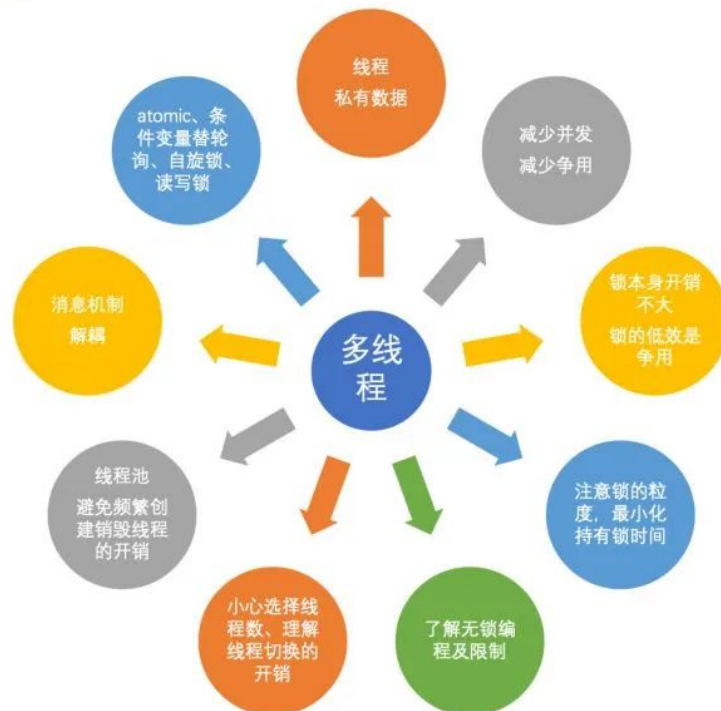 线程
私有数据
减少并发
减少争用
锁本身开销
不大
锁的低效是
争用
注意锁的粒
度，最小化
持有锁时间
了解无锁编
程及限制
小心选择线
程数、理解
线程切换的
开销
线程池
避免频繁创
建销毁线程
的开销
消息机制
解耦
atomic、条
件变量替轮
询、自旋锁、
读写锁
多线
程